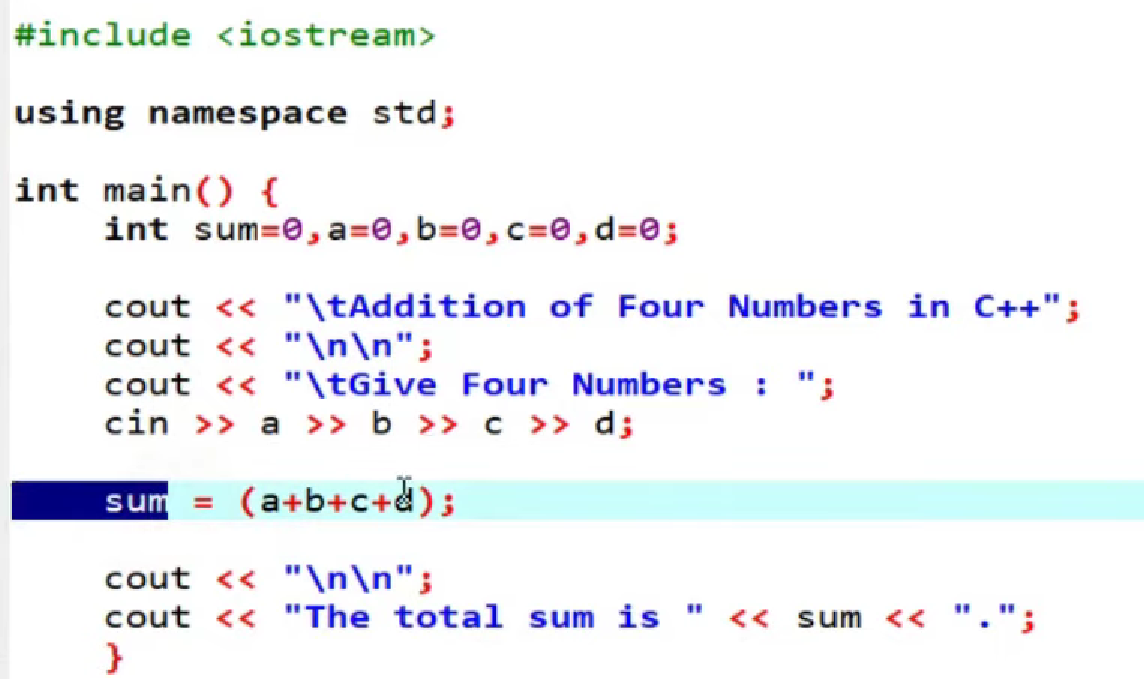 #include <iostream>
using namespace std;
int main() {
int sum=0,a=0,b=0,c=0,d=0;
cout << "\tAddition of Four Numbers in C++";
cout << "\n\n";
cout << "\tGive Four Numbers : ";
cin >> a >> b >> c >> d;
sum = (a+b+c+d);
cout << "\n\n";
cout << "The total sum is " << sum << ".";
}